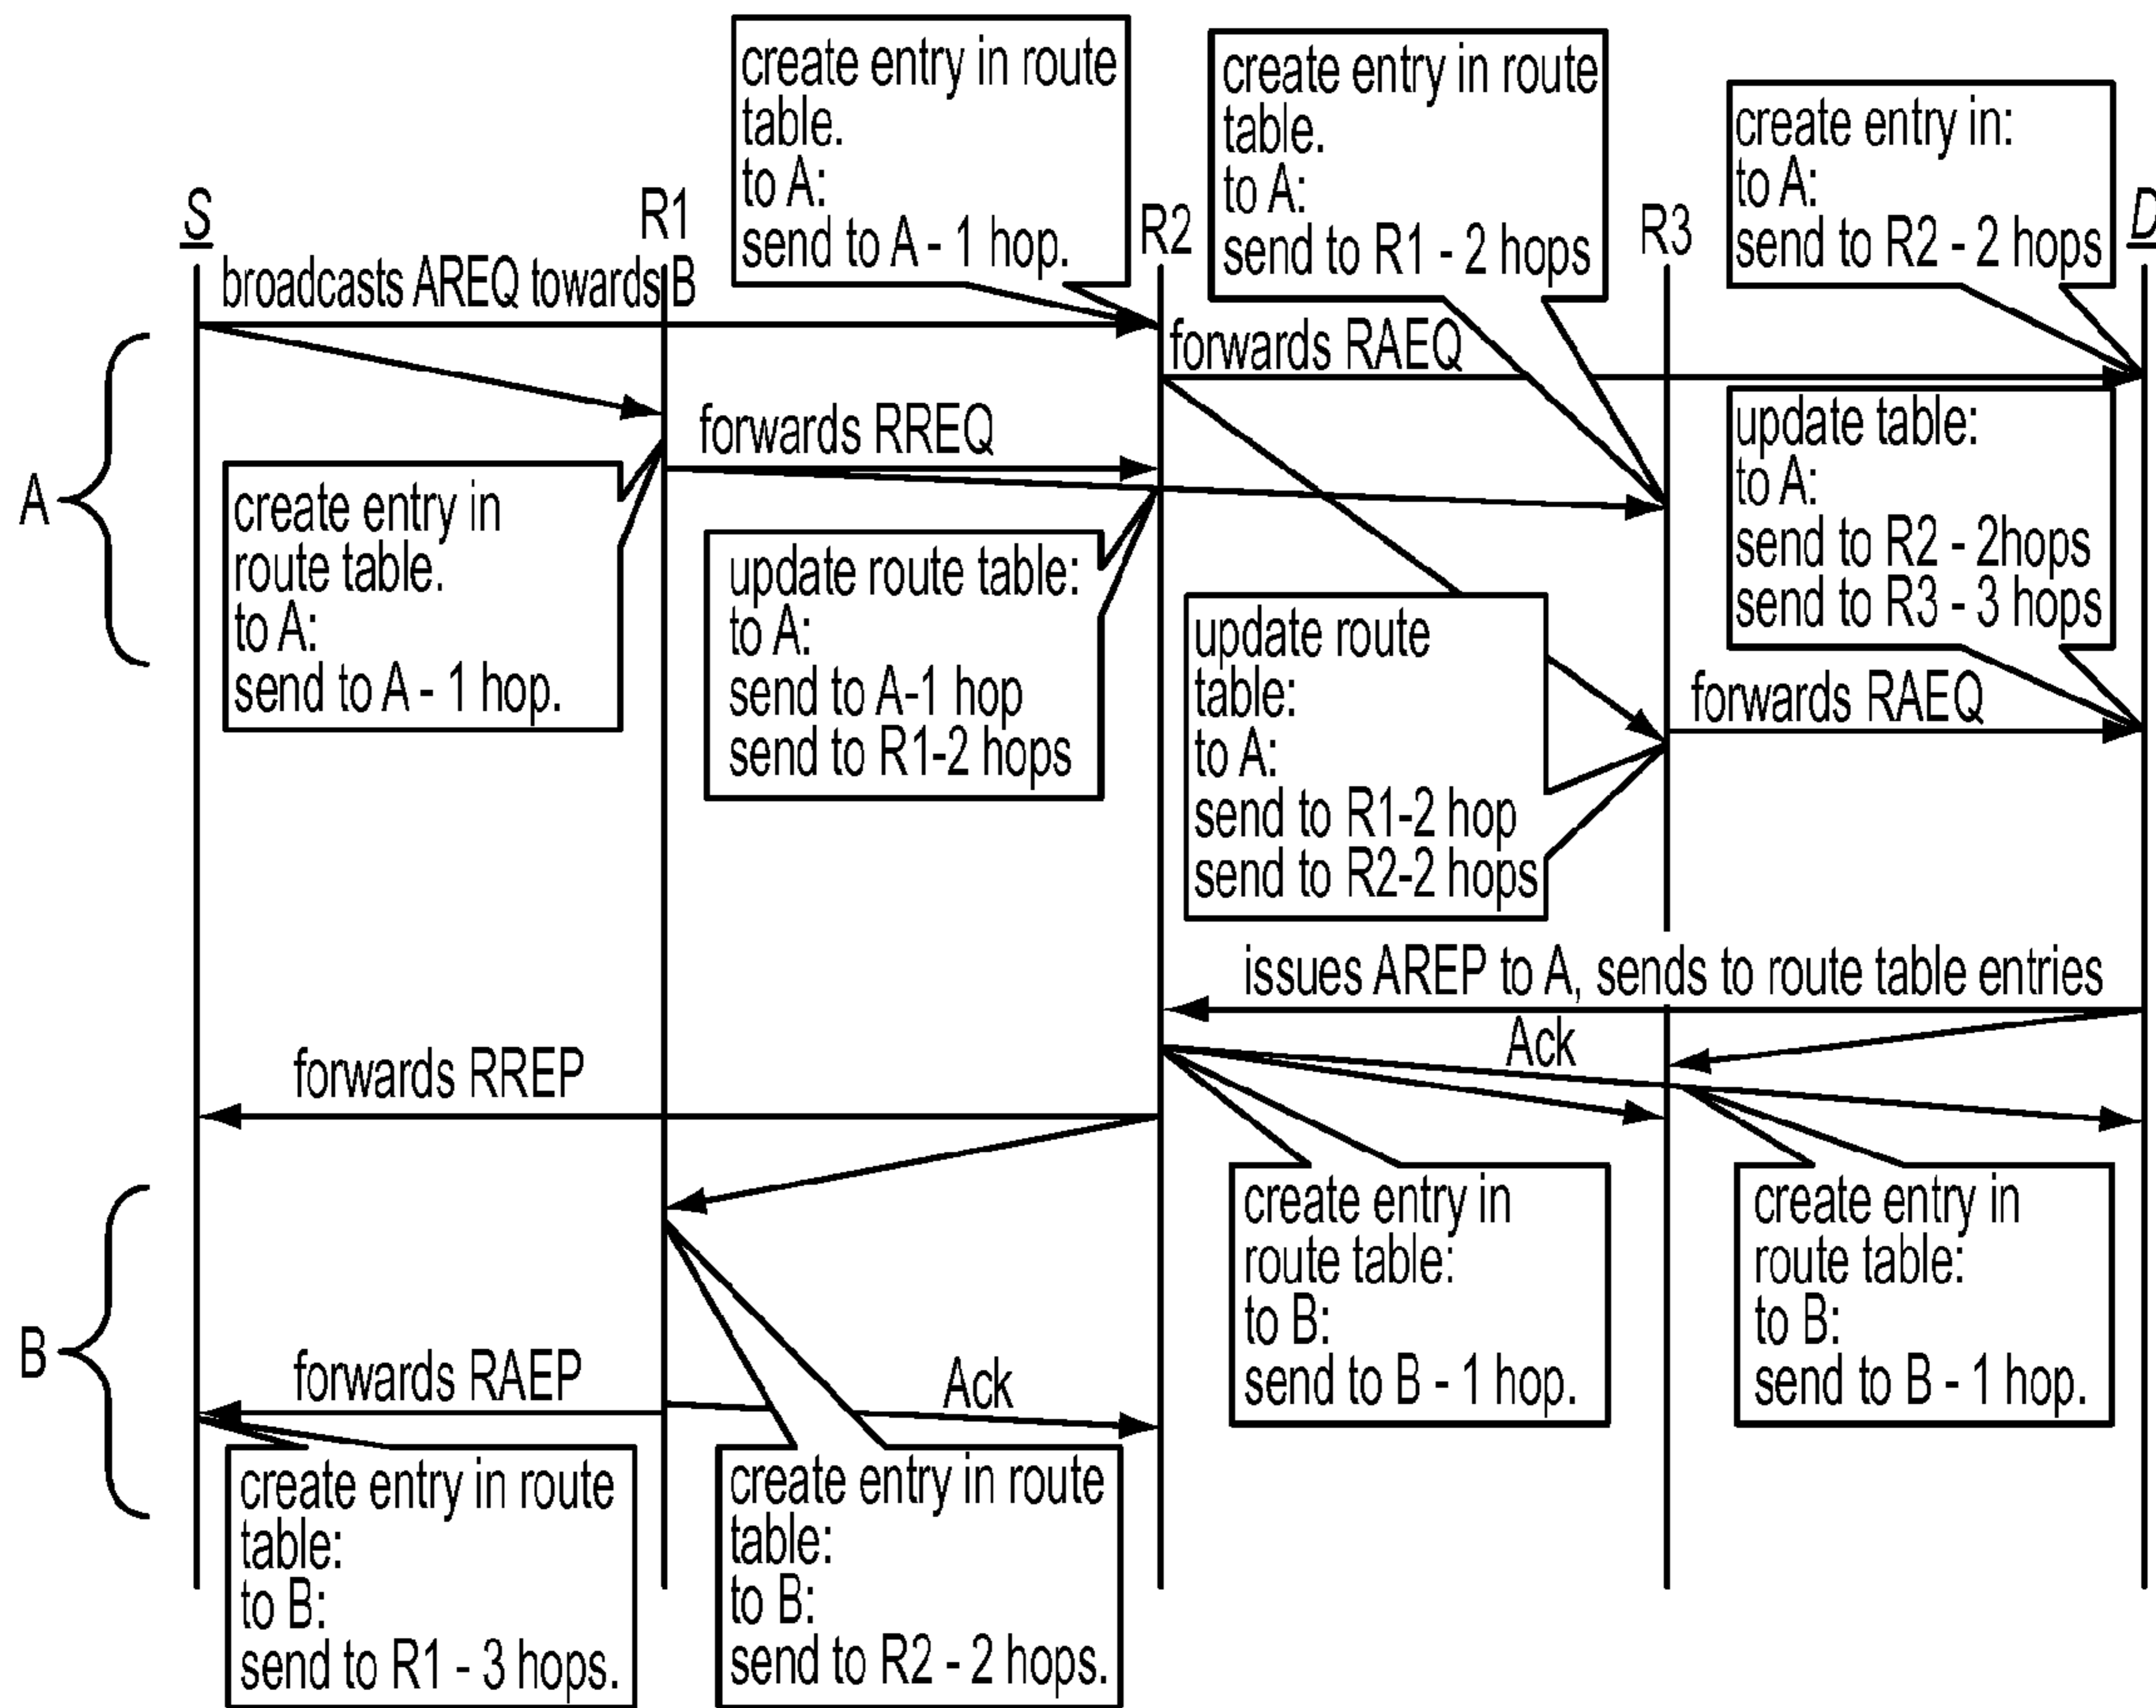 create entry in route
table.
to A:
send to A - 1 hop.
create entry in route
table.
to A:
send to R1 - 2 hops
create entry in:
to A:
send to R2 - 2 hops
S
R1
R2
R3
D
broadcasts AREQ towards B
forwards RAEQ
forwards RREQ
A
create entry in
route table.
to A:
send to A - 1 hop.
update route table:
to A:
send to A-1 hop
send to R1-2 hops
update route
table:
to A:
send to R1-2 hop
send to R2-2 hops
update table:
to A:
send to R2 - 2hops
send to R3 - 3 hops
forwards RAEQ
issues AREP to A, sends to route table entries
Ack
forwards RREP
B
create entry in
route table:
to B:
send to B - 1 hop.
create entry in
route table:
to B:
send to B - 1 hop.
forwards RAEP
Ack
create entry in route
table:
to B:
send to R1 - 3 hops.
create entry in route
table:
to B:
send to R2 - 2 hops.